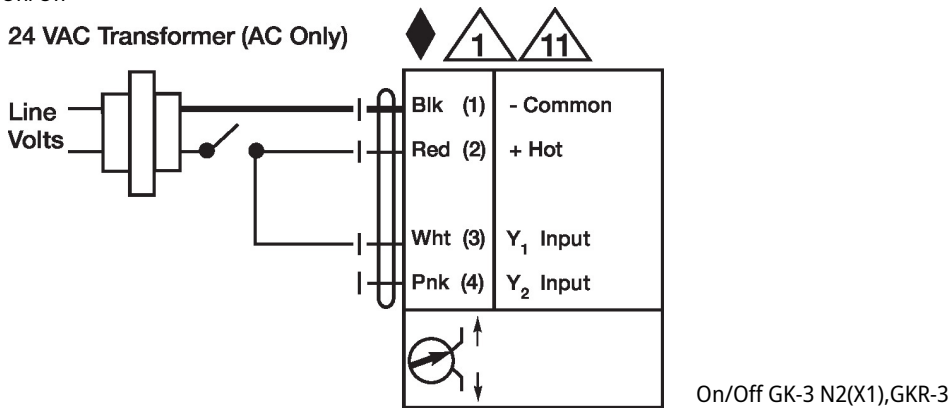 24 VAC Transformer (AC Only)
1
11
Line
Volts
Blk (1) - Common
Red (2) + Hot
Wht (3) Y1 Input
Pnk (4) Y2 Input
On/Off GK-3 N2(X1),GKR-3